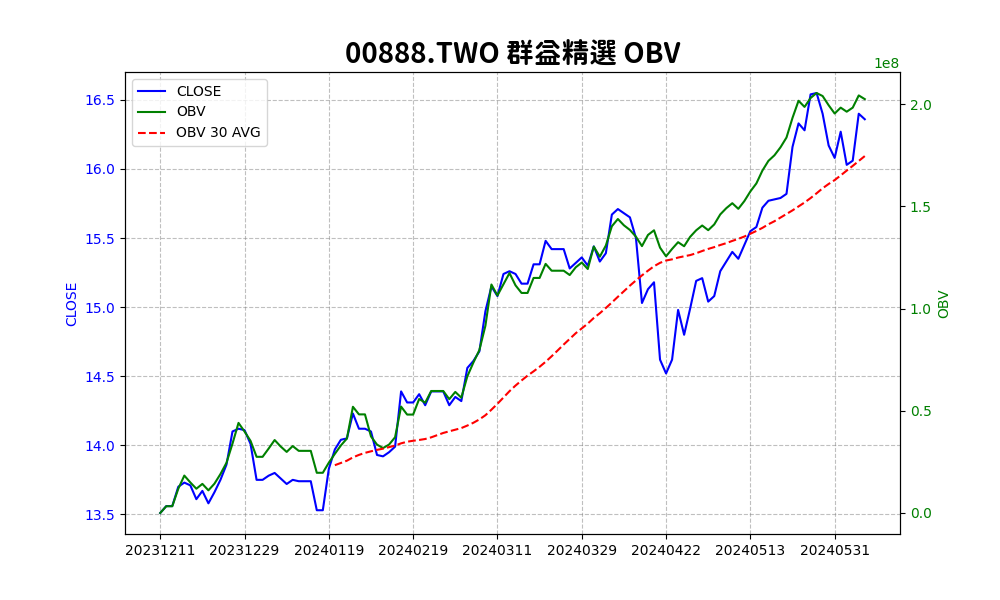 00888.TWO 群益精選 OBV
1e8
CLOSE
OBV
OBV 30 AVG
CLOSE
16.5
16.0
15.5
15.0
14.5
14.0
13.5
2.0
1.5
1.0
0.5
0.0
OBV
20231211 20231229 20240119 20240219 20240311 20240329 20240422 20240513 20240531